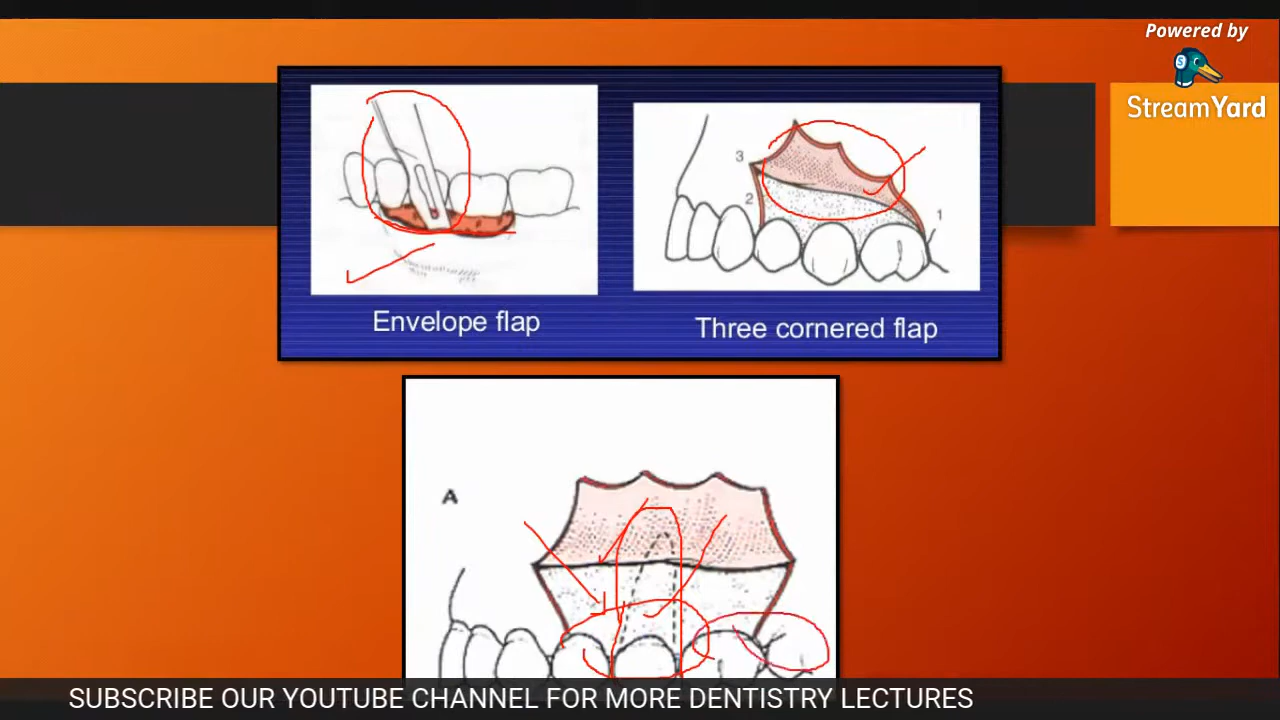 Powered by
StreamYard
3
2
1
Envelope flap
Three cornered flap
A
SUBSCRIBE OUR YOUTUBE CHANNEL FOR MORE DENTISTRY LECTURES